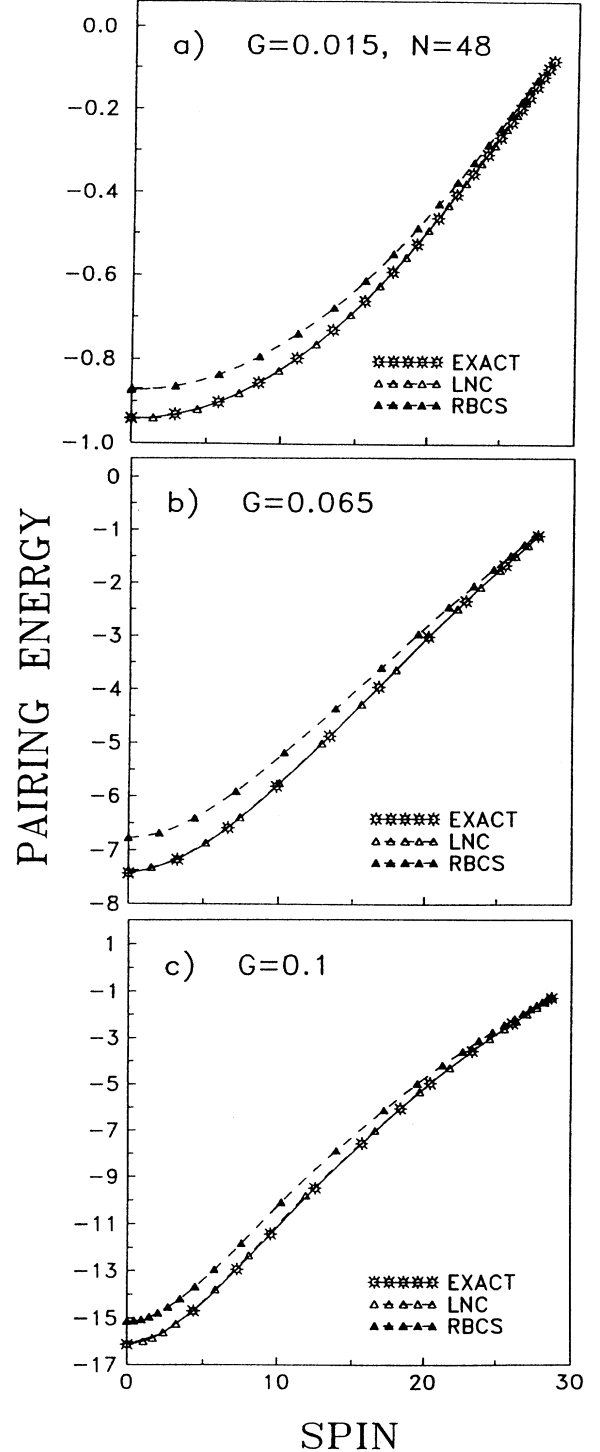 0.0
a) G=0.015, N=48
−0.2
−0.4
−0.6
−0.8
−1.0
EXACT
LNC
RBCS
0
b) G=0.065
−1
−2
−3
−4
−5
−6
−7
−8
EXACT
LNC
RBCS
PAIRING ENERGY
1
c) G=0.1
−1
−3
−5
−7
−9
−11
−13
−15
−17
EXACT
LNC
RBCS
0 10 20 30
SPIN